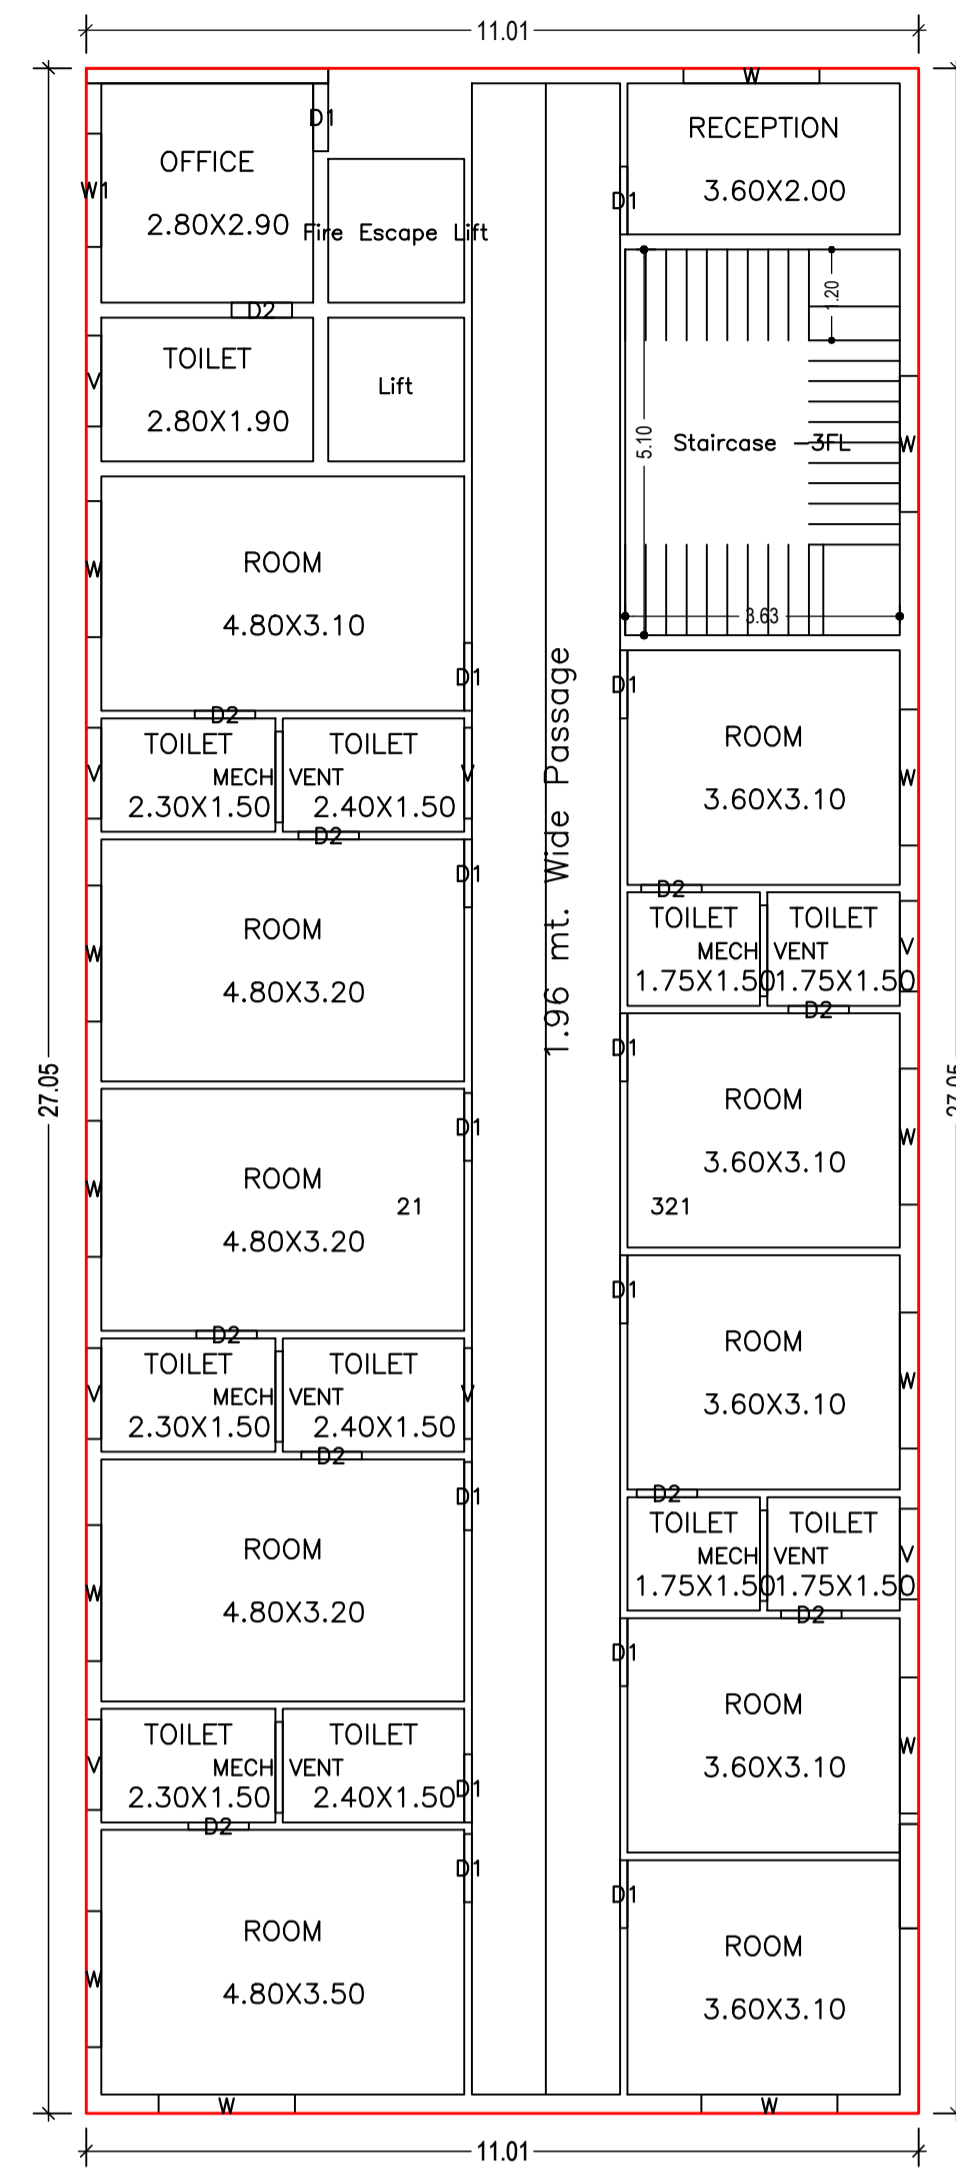 11.01
W
D1
OFFICE
RECEPTION
W1
2.80X2.90
Fire Escape Lift
3.60X2.00
D1
D2
1.20
TOILET
V
Lift
2.80X1.90
5.10
Staircase -3FL
W
ROOM
W
4.80X3.10
3.63
D1
D1
D2
TOILET
TOILET
ROOM
V
MECH VENT
V
W
2.30X1.50
2.40X1.50
3.60X3.10
D2
1.96 mt. Wide Passage
D1
D2
ROOM
TOILET
TOILET
W
MECH VENT
V
4.80X3.20
1.75X1.50
1.75X1.50
D2
D1
27.05
27.05
ROOM
D1
W
3.60X3.10
ROOM
W
21
321
4.80X3.20
D1
D2
ROOM
TOILET
TOILET
W
V
MECH VENT
V
3.60X3.10
2.30X1.50
2.40X1.50
D2
D1
D2
TOILET
TOILET
ROOM
MECH VENT
V
W
1.75X1.50
1.75X1.50
4.80X3.20
D2
D1
ROOM
TOILET
TOILET
W
V
MECH VENT
3.60X3.10
2.30X1.50
2.40X1.50
D1
D2
D1
D1
ROOM
ROOM
W
4.80X3.50
3.60X3.10
W
W
11.01